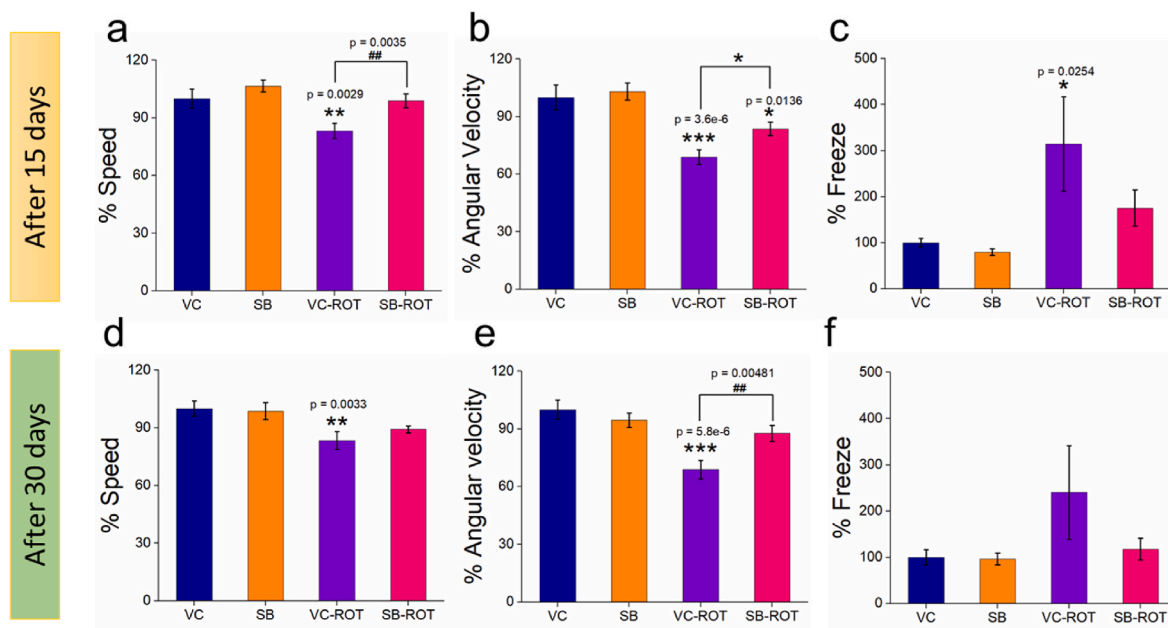 After 15 days
a
% Speed
120
90
60
30
0
p = 0.0035
##
p = 0.0029
**
VC
SB
VC-ROT
SB-ROT
b
% Angular Velocity
120
90
60
30
0
*
p = 3.6e-6
***
p = 0.0136
*
VC
SB
VC-ROT
SB-ROT
c
% Freeze
500
400
300
200
100
0
p = 0.0254
*
VC
SB
VC-ROT
SB-ROT
After 30 days
d
% Speed
120
90
60
30
0
p = 0.0033
**
VC
SB
VC-ROT
SB-ROT
e
% Angular velocity
120
90
60
30
0
p = 0.00481
##
p = 5.8e-6
***
VC
SB
VC-ROT
SB-ROT
f
% Freeze
500
400
300
200
100
0
VC
SB
VC-ROT
SB-ROT